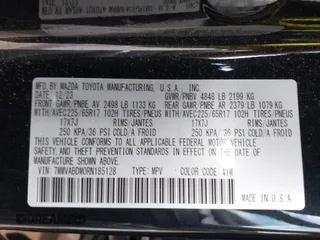 MFD. BY MAZDA TOYOTA MANUFACTURING, U.S.A., INC.
DATE 12/23 GVWR/PNBV 4848 LB 2199 KG
FRONT GAWR/PNBE AV 2498 LB 1133 KG REAR GAWR/PNBE AR 2379 LB 1079 KG
WITH/AVEC225/65R17 102H TIRES/PNEUS WITH/AVEC225/65R17 102H TIRES/PNEUS
17X7J RIMS/JANTES 17X7J RIMS/JANTES
250 KPA/36 PSI COLD/A FROID 250 KPA/36 PSI COLD/A FROID
THIS VEHICLE CONFORMS TO ALL APPLICABLE FEDERAL MOTOR VEHICLE
SAFETY, BUMPER, AND THEFT PREVENTION STANDARDS IN EFFECT ON
THE DATE OF MANUFACTURE SHOWN ABOVE.
VIN: 7MMVABDM0RN185128 TYPE: MPV COLOR CODE: 41W